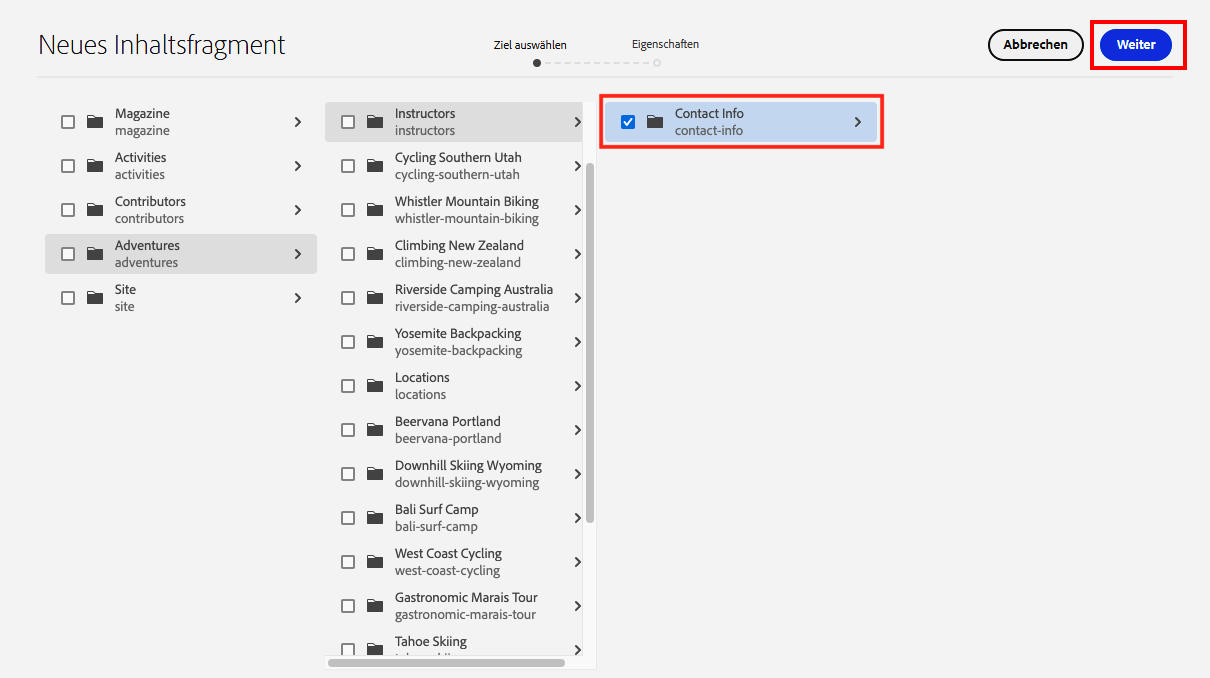 Neues Inhaltsfragment
Ziel auswählen
Eigenschaften
Abbrechen
Weiter
Magazine
magazine
Activities
activities
Contributors
contributors
Adventures
adventures
Site
site
Instructors
instructors
Cycling Southern Utah
cycling-southern-utah
Whistler Mountain Biking
whistler-mountain-biking
Climbing New Zealand
climbing-new-zealand
Riverside Camping Australia
riverside-camping-australia
Yosemite Backpacking
yosemite-backpacking
Locations
locations
Beervana Portland
beervana-portland
Downhill Skiing Wyoming
downhill-skiing-wyoming
Bali Surf Camp
bali-surf-camp
West Coast Cycling
west-coast-cycling
Gastronomic Marais Tour
gastronomic-marais-tour
Tahoe Skiing
Contact Info
contact-info